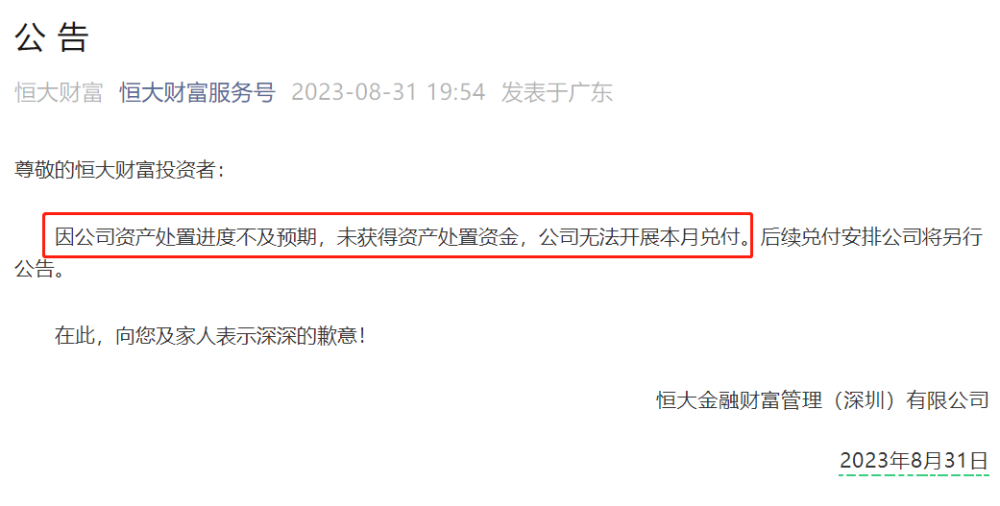 公 告
恒大财富 恒大财富服务号 2023-08-31 19:54 发表于广东
尊敬的恒大财富投资者：
因公司资产处置进度不及预期，未获得资产处置资金，公司无法开展本月兑付。后续兑付安排公司将另行
公告。
在此，向您及家人表示深深的歉意！
恒大金融财富管理（深圳）有限公司
2023年8月31日